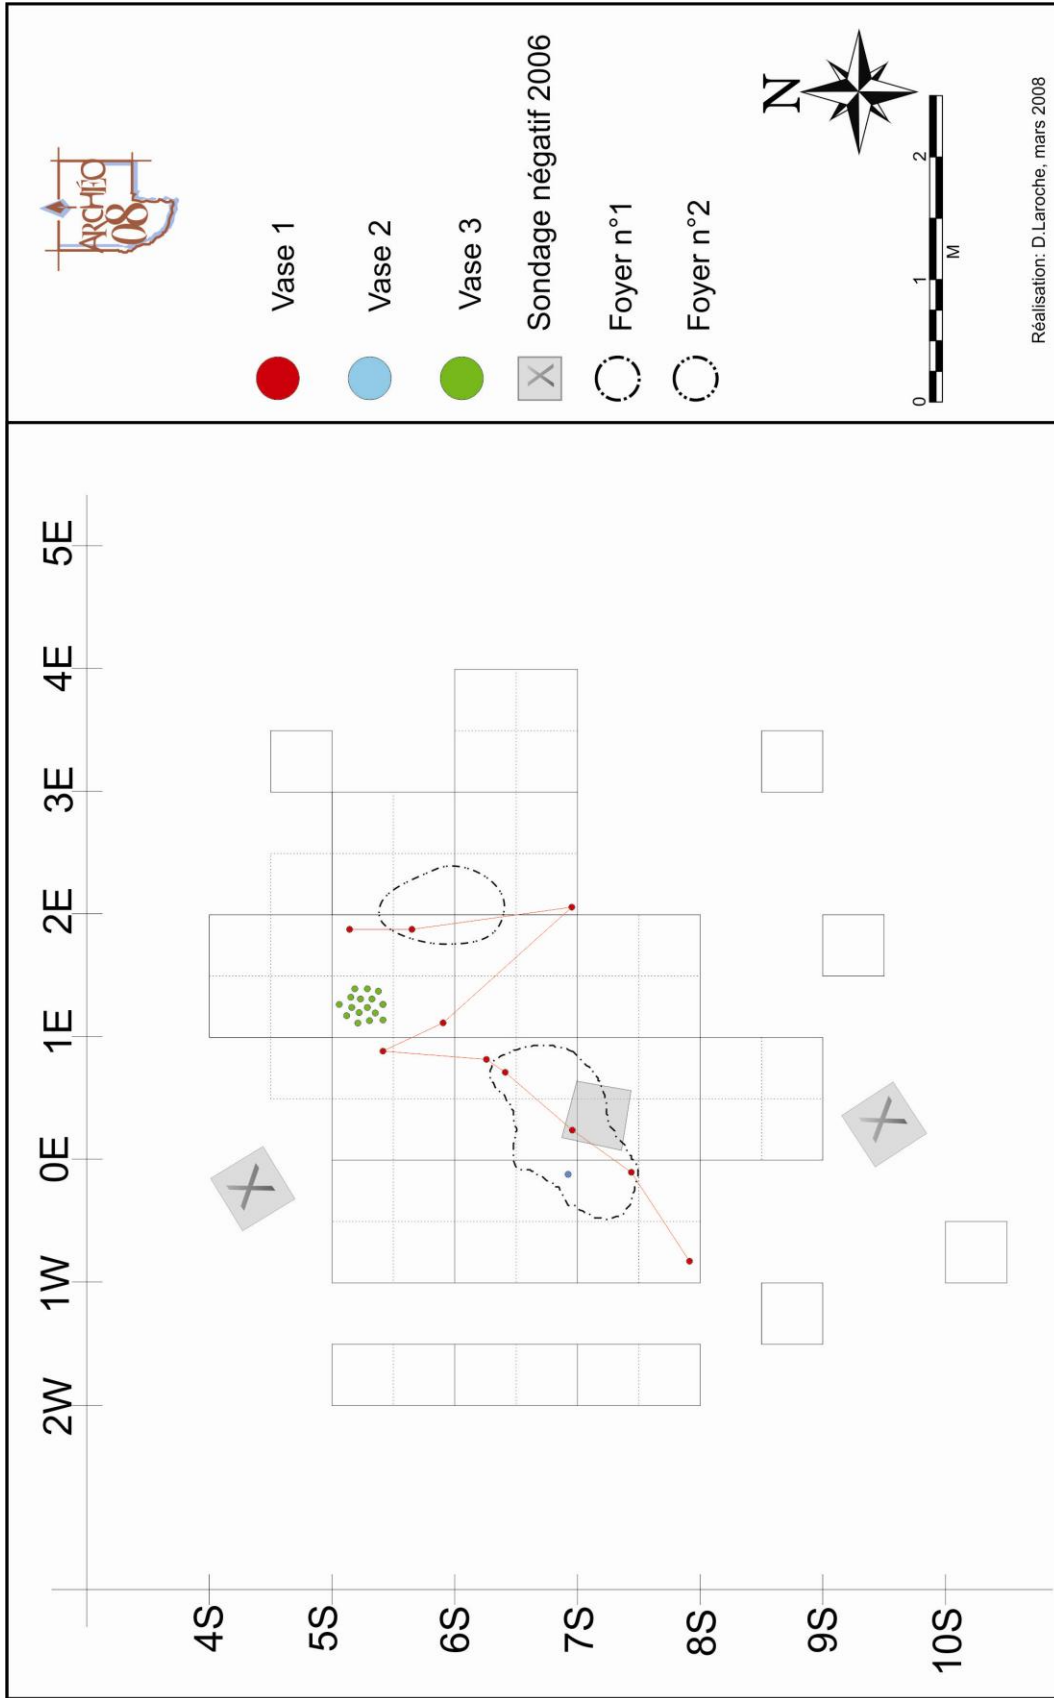 2W
1W
0E
1E
2E
3E
4E
5E
4S
5S
6S
7S
8S
9S
10S
X
X
ARCHÉO
08
Vase 1
Vase 2
Vase 3
X
Sondage négatif 2006
Foyer n°1
Foyer n°2
N
0
1
2
M
Réalisation: D.Laroche, mars 2008